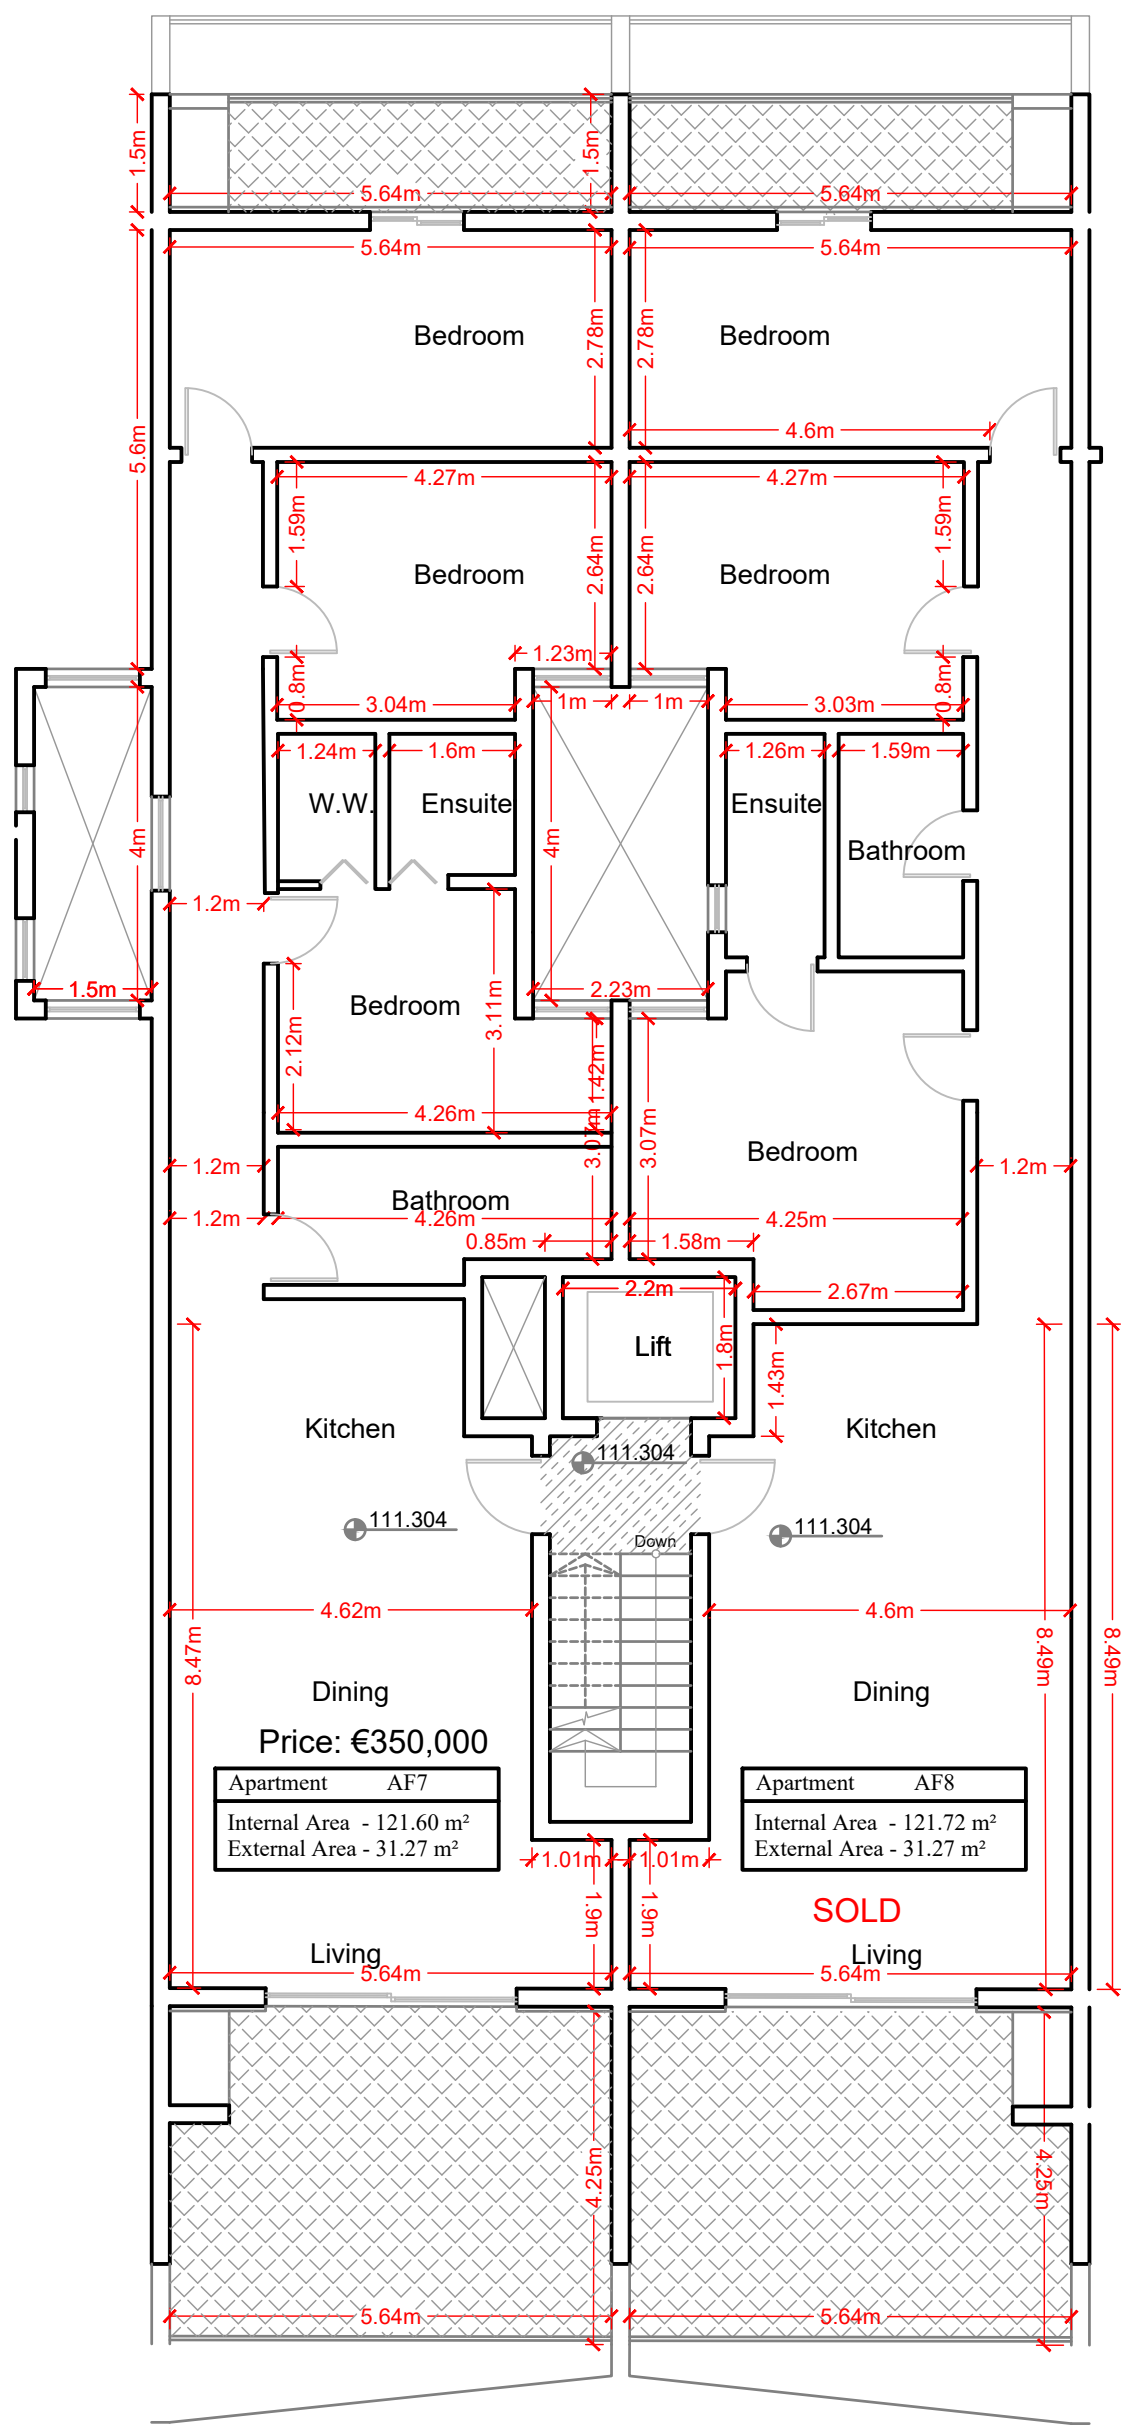 1.5m
1.5m
5.64m
5.64m
5.64m
5.64m
Bedroom
Bedroom
2.78m
2.78m
5.6m
4.6m
4.27m
4.27m
1.59m
1.59m
Bedroom
Bedroom
2.64m
2.64m
1.23m
0.8m
0.8m
3.04m
1m
1m
3.03m
1.24m
1.6m
1.26m
1.59m
W.W.
Ensuite
Ensuite
4m
4m
Bathroom
1.2m
1.5m
2.23m
Bedroom
3.11m
2.12m
1.42m
4.26m
3.07m
3.07m
Bedroom
1.2m
1.2m
Bathroom
1.2m
4.26m
4.25m
0.85m
1.58m
2.2m
2.67m
Lift
1.8m
1.43m
Kitchen
Kitchen
111.304
111.304
111.304
Down
4.62m
4.6m
8.47m
8.49m
8.49m
Dining
Dining
Price: €350,000
Apartment AF7
Internal Area - 121.60 m²
External Area - 31.27 m²
Apartment AF8
Internal Area - 121.72 m²
External Area - 31.27 m²
1.01m
1.01m
1.9m
1.9m
SOLD
Living
Living
5.64m
5.64m
4.25m
4.25m
5.64m
5.64m